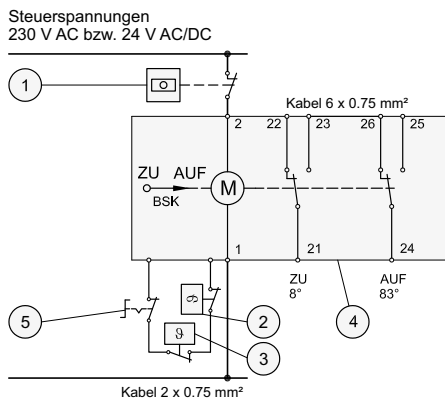 Steuerspannungen
230 V AC bzw. 24 V AC/DC
1
Kabel 6 x 0.75 mm²
2 22 23 26 25
ZU AUF
M
BSK
1 21 24
ZU
8°
AUF
83°
5
ϑ
2
4
ϑ
3
Kabel 2 x 0.75 mm²